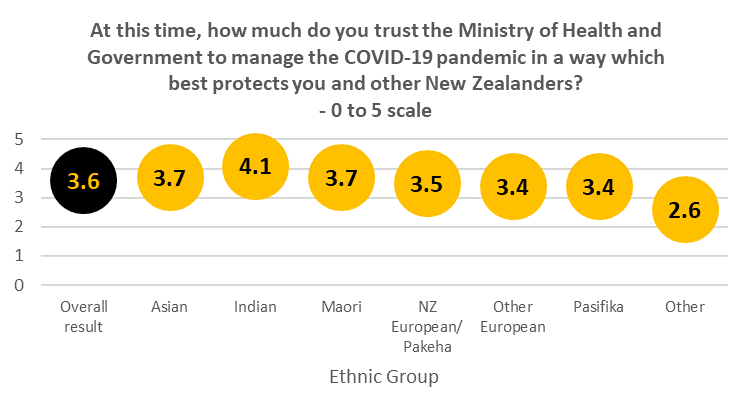 At this time, how much do you trust the Ministry of Health and
Government to manage the COVID-19 pandemic in a way which
best protects you and other New Zealanders?
- 0 to 5 scale
5
4
3
2
1
0
3.6
3.7
4.1
3.7
3.5
3.4
3.4
2.6
Overall
result
Asian
Indian
Maori
NZ
European/
Pakeha
Other
European
Pasifika
Other
Ethnic Group